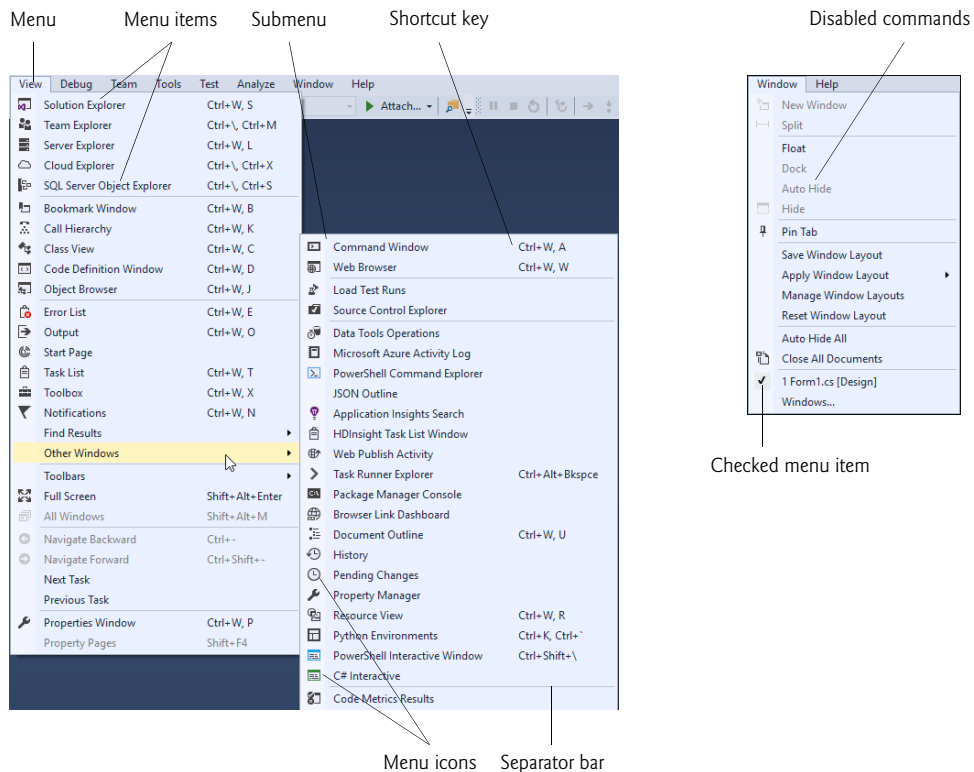 Menu Menu items Submenu Shortcut key Disabled commands
View Debug Team Tools Test Analyze Window Help
Attach...
Solution Explorer Ctrl+W, S
Team Explorer Ctrl+\, Ctrl+M
Server Explorer Ctrl+W, L
Cloud Explorer Ctrl+\, Ctrl+X
SQL Server Object Explorer Ctrl+\, Ctrl+S
Bookmark Window Ctrl+W, B
Call Hierarchy Ctrl+W, K
Class View Ctrl+W, C
Code Definition Window Ctrl+W, D
Object Browser Ctrl+W, J
Error List Ctrl+W, E
Output Ctrl+W, O
Start Page
Task List Ctrl+W, T
Toolbox Ctrl+W, X
Notifications Ctrl+W, N
Find Results
Other Windows
Toolbars
Full Screen Shift+Alt+Enter
All Windows Shift+Alt+M
Navigate Backward Ctrl+-
Navigate Forward Ctrl+Shift+-
Next Task
Previous Task
Properties Window Ctrl+W, P
Property Pages Shift+F4
Command Window Ctrl+W, A
Web Browser Ctrl+W, W
Load Test Runs
Source Control Explorer
Data Tools Operations
Microsoft Azure Activity Log
PowerShell Command Explorer
JSON Outline
Application Insights Search
HDInsight Task List Window
Web Publish Activity
Task Runner Explorer Ctrl+Alt+Bkspce
Package Manager Console
Browser Link Dashboard
Document Outline Ctrl+W, U
History
Pending Changes
Property Manager
Resource View Ctrl+W, R
Python Environments Ctrl+K, Ctrl+`
PowerShell Interactive Window Ctrl+Shift+\
C# Interactive
Code Metrics Results
Menu icons Separator bar
Window Help
New Window
Split
Float
Dock
Auto Hide
Hide
Pin Tab
Save Window Layout
Apply Window Layout
Manage Window Layouts
Reset Window Layout
Auto Hide All
Close All Documents
1 Form1.cs [Design]
Windows...
Checked menu item